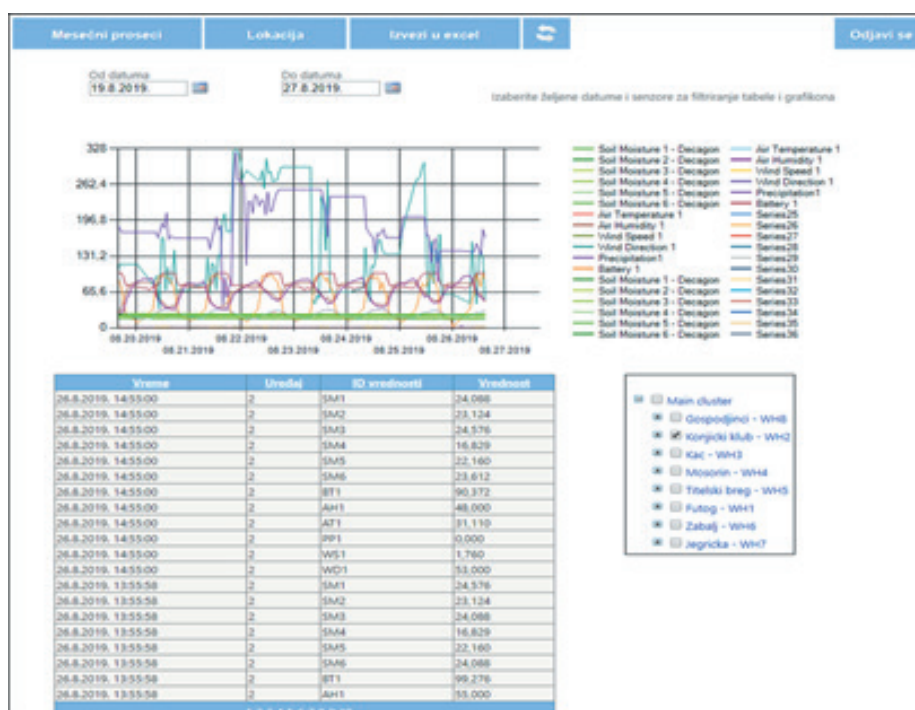 Mesečni proseci Lokacija Izvezi u excel Odjavi se
Od datuma Do datuma
19.8.2019. 27.8.2019.
Izaberite željene datume i senzore za filtriranje tabele i grafikona
328
262,4
196,8
131,2
65,6
0
08.20.2019 08.22.2019 08.24.2019 08.26.2019
08.21.2019 08.23.2019 08.25.2019 08.27.2019
Soil Moisture 1 - Decagon Air Temperature 1
Soil Moisture 2 - Decagon Air Humidity 1
Soil Moisture 3 - Decagon Wind Speed 1
Soil Moisture 4 - Decagon Wind Direction 1
Soil Moisture 5 - Decagon Precipitation1
Soil Moisture 6 - Decagon Battery 1
Air Temperature 1 Series25
Air Humidity 1 Series26
Wind Speed 1 Series27
Wind Direction 1 Series28
Precipitation1 Series29
Battery 1 Series30
Soil Moisture 1 - Decagon Series31
Soil Moisture 2 - Decagon Series32
Soil Moisture 3 - Decagon Series33
Soil Moisture 4 - Decagon Series34
Soil Moisture 5 - Decagon Series35
Soil Moisture 6 - Decagon Series36
Vreme Uređaj ID vrednosti Vrednost
26.8.2019. 14:55:00 2 SM1 24,088
26.8.2019. 14:55:00 2 SM2 23,124
26.8.2019. 14:55:00 2 SM3 24,576
26.8.2019. 14:55:00 2 SM4 16,829
26.8.2019. 14:55:00 2 SM5 22,160
26.8.2019. 14:55:00 2 SM6 23,612
26.8.2019. 14:55:00 2 BT1 90,372
26.8.2019. 14:55:00 2 AH1 48,000
26.8.2019. 14:55:00 2 AT1 31,110
26.8.2019. 14:55:00 2 PP1 0,000
26.8.2019. 14:55:00 2 WS1 1,760
26.8.2019. 14:55:00 2 WD1 53,000
26.8.2019. 13:55:58 2 SM1 24,576
26.8.2019. 13:55:58 2 SM2 23,124
26.8.2019. 13:55:58 2 SM3 24,088
26.8.2019. 13:55:58 2 SM4 16,829
26.8.2019. 13:55:58 2 SM5 22,160
26.8.2019. 13:55:58 2 SM6 24,088
26.8.2019. 13:55:58 2 BT1 99,276
26.8.2019. 13:55:58 2 AH1 55,000
Main cluster
Gospodjinci - WH8
Konjicki klub - WH2
Kac - WH3
Mosorin - WH4
Titelski breg - WH5
Futog - WH1
Zabalj - WH6
Jegricka - WH7